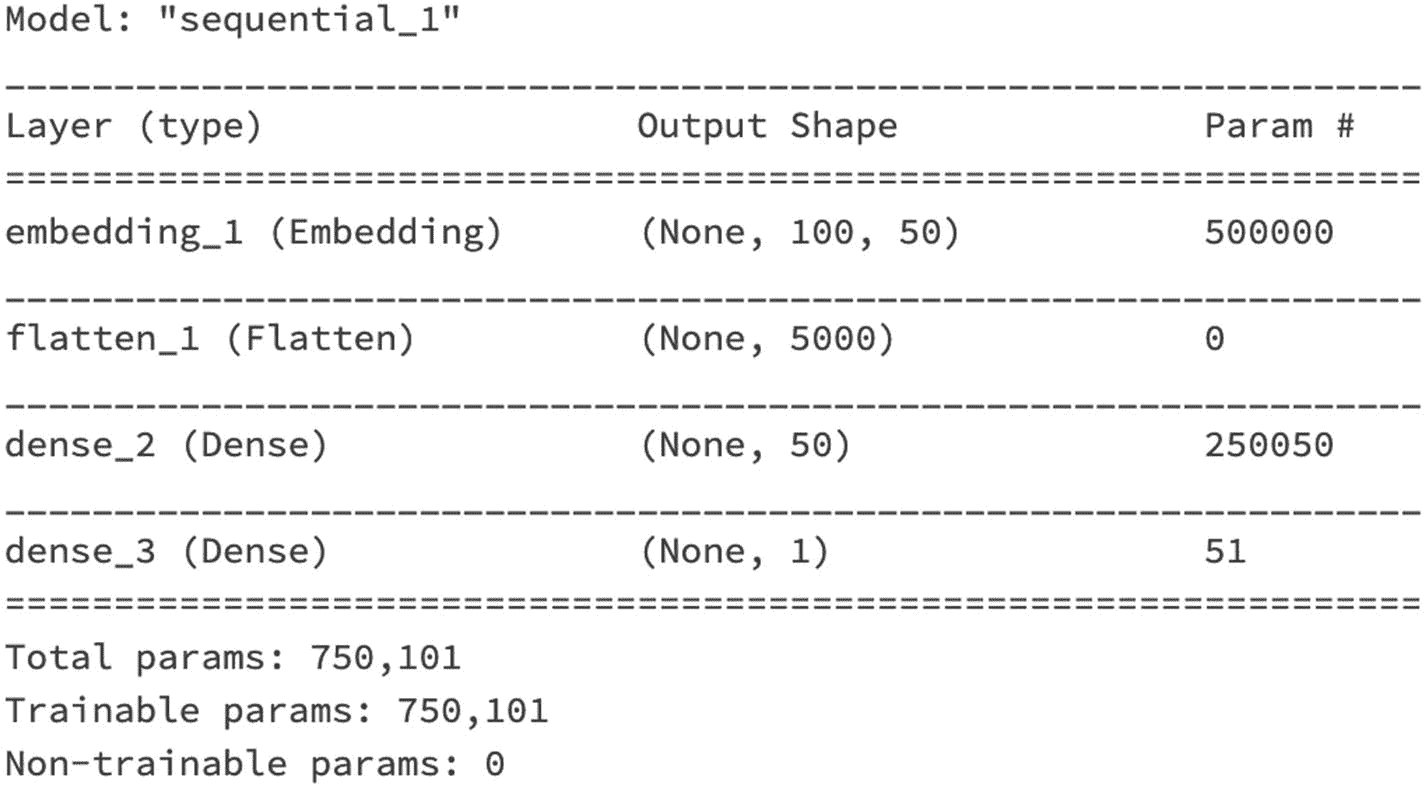 Model: "sequential_1"
Layer (type) Output Shape Param #
embedding_1 (Embedding) (None, 100, 50) 500000
flatten_1 (Flatten) (None, 5000) 0
dense_2 (Dense) (None, 50) 250050
dense_3 (Dense) (None, 1) 51
Total params: 750,101
Trainable params: 750,101
Non-trainable params: 0